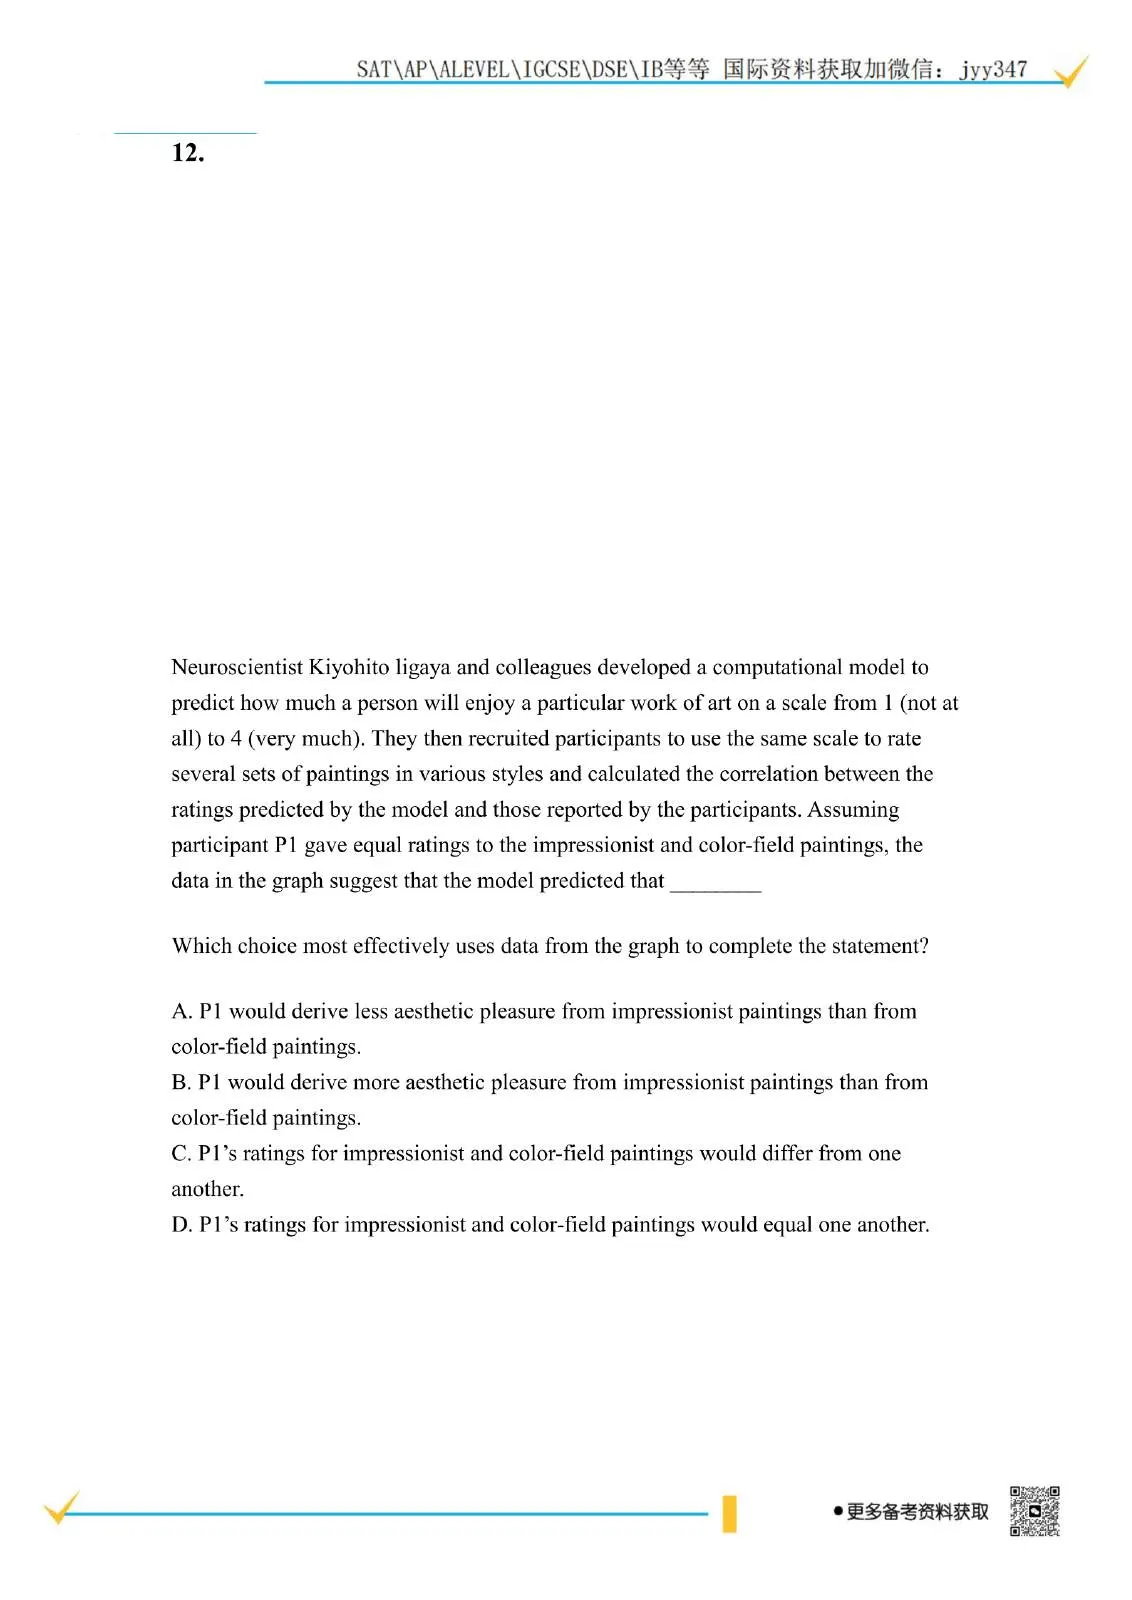 SAT\AP\ALEVEL\IGCSE\DSE\IB等等 国际资料获取加微信：jyy347
12.
Neuroscientist Kiyohito ligaya and colleagues developed a computational model to
predict how much a person will enjoy a particular work of art on a scale from 1 (not at
all) to 4 (very much). They then recruited participants to use the same scale to rate
several sets of paintings in various styles and calculated the correlation between the
ratings predicted by the model and those reported by the participants. Assuming
participant P1 gave equal ratings to the impressionist and color-field paintings, the
data in the graph suggest that the model predicted that ________
Which choice most effectively uses data from the graph to complete the statement?
A. P1 would derive less aesthetic pleasure from impressionist paintings than from
color-field paintings.
B. P1 would derive more aesthetic pleasure from impressionist paintings than from
color-field paintings.
C. P1’s ratings for impressionist and color-field paintings would differ from one
another.
D. P1’s ratings for impressionist and color-field paintings would equal one another.
●更多备考资料获取